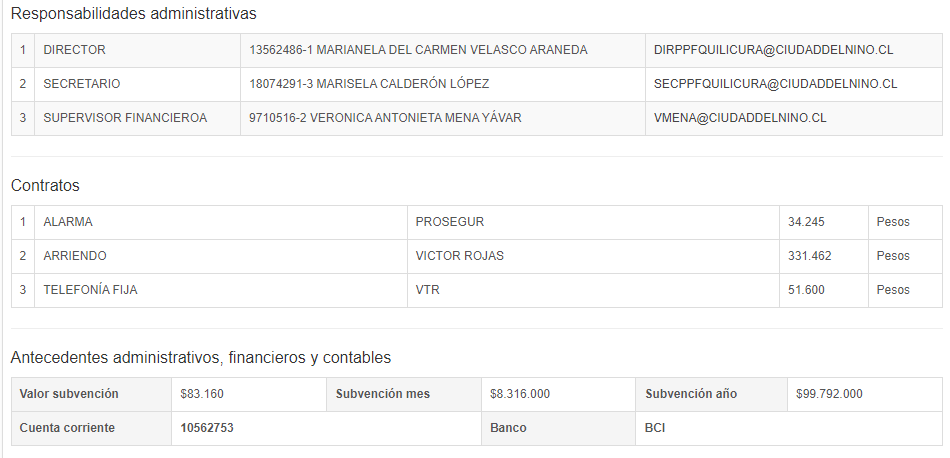 Responsabilidades administrativas
1 DIRECTOR 13562486-1 MARIANELA DEL CARMEN VELASCO ARANEDA DIRPPFQUILICURA@CIUDADDELNINO.CL
2 SECRETARIO 18074291-3 MARISELA CALDERÓN LÓPEZ SECPPFQUILICURA@CIUDADDELNINO.CL
3 SUPERVISOR FINANCIEROA 9710516-2 VERONICA ANTONIETA MENA YÁVAR VMENA@CIUDADDELNINO.CL
Contratos
1 ALARMA PROSEGUR 34.245 Pesos
2 ARRIENDO VICTOR ROJAS 331.462 Pesos
3 TELEFONÍA FIJA VTR 51.600 Pesos
Antecedentes administrativos, financieros y contables
Valor subvención $83.160 Subvención mes $8.316.000 Subvención año $99.792.000
Cuenta corriente 10562753 Banco BCI